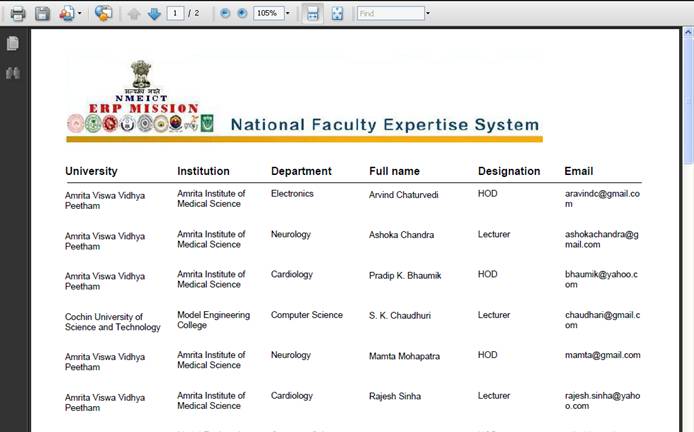 1 / 2 105% Find
सत्यमेव जयते
NMEICT
ERP MISSION
National Faculty Expertise System
University Institution Department Full name Designation Email
Amrita Viswa Vidhya Amrita Institute of Electronics Arvind Chaturvedi HOD aravindc@gmail.co
Peetham Medical Science m
Amrita Viswa Vidhya Amrita Institute of Neurology Ashoka Chandra Lecturer ashokachandra@g
Peetham Medical Science mail.com
Amrita Viswa Vidhya Amrita Institute of Cardiology Pradip K. Bhaumik HOD bhaumik@yahoo.c
Peetham Medical Science om
Cochin University of Model Engineering Computer Science S. K. Chaudhuri Lecturer chaudhari@gmail.c
Science and Technology College om
Amrita Viswa Vidhya Amrita Institute of Neurology Mamta Mohapatra HOD mamta@gmail.com
Peetham Medical Science
Amrita Viswa Vidhya Amrita Institute of Cardiology Rajesh Sinha Lecturer rajesh.sinha@yaho
Peetham Medical Science o.com